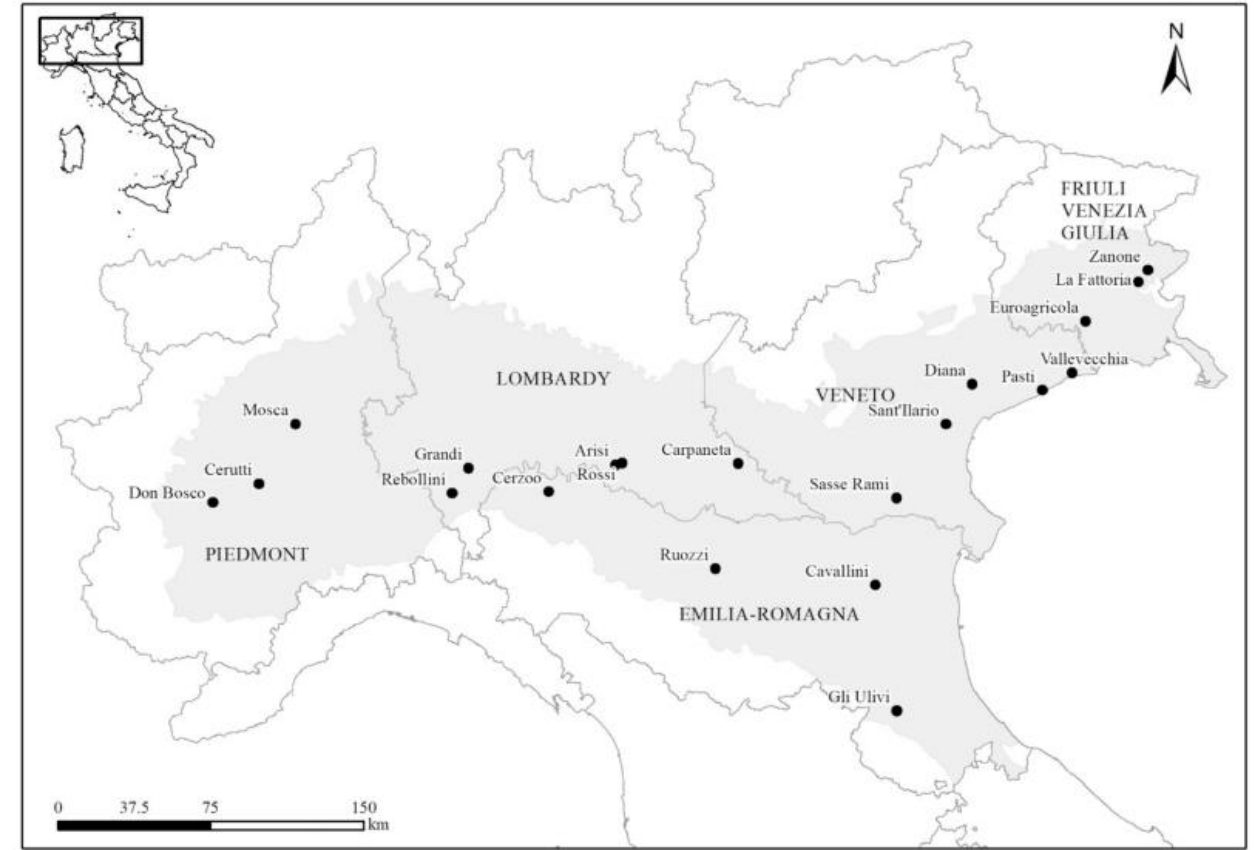 N
FRIULI
VENEZIA
GIULIA
Zanone
La Fattoria
Euroagricola
Vallevecchia
Diana
Pasti
LOMBARDY
VENETO
Mosca
Sant'Ilario
Grandi
Arisi
Carpaneta
Cerutti
Rebollini
Cerzoo
Rossi
Don Bosco
Sasse Rami
PIEDMONT
Ruozzi
Cavallini
EMILIA-ROMAGNA
Gli Ulivi
0 37.5 75 150
km